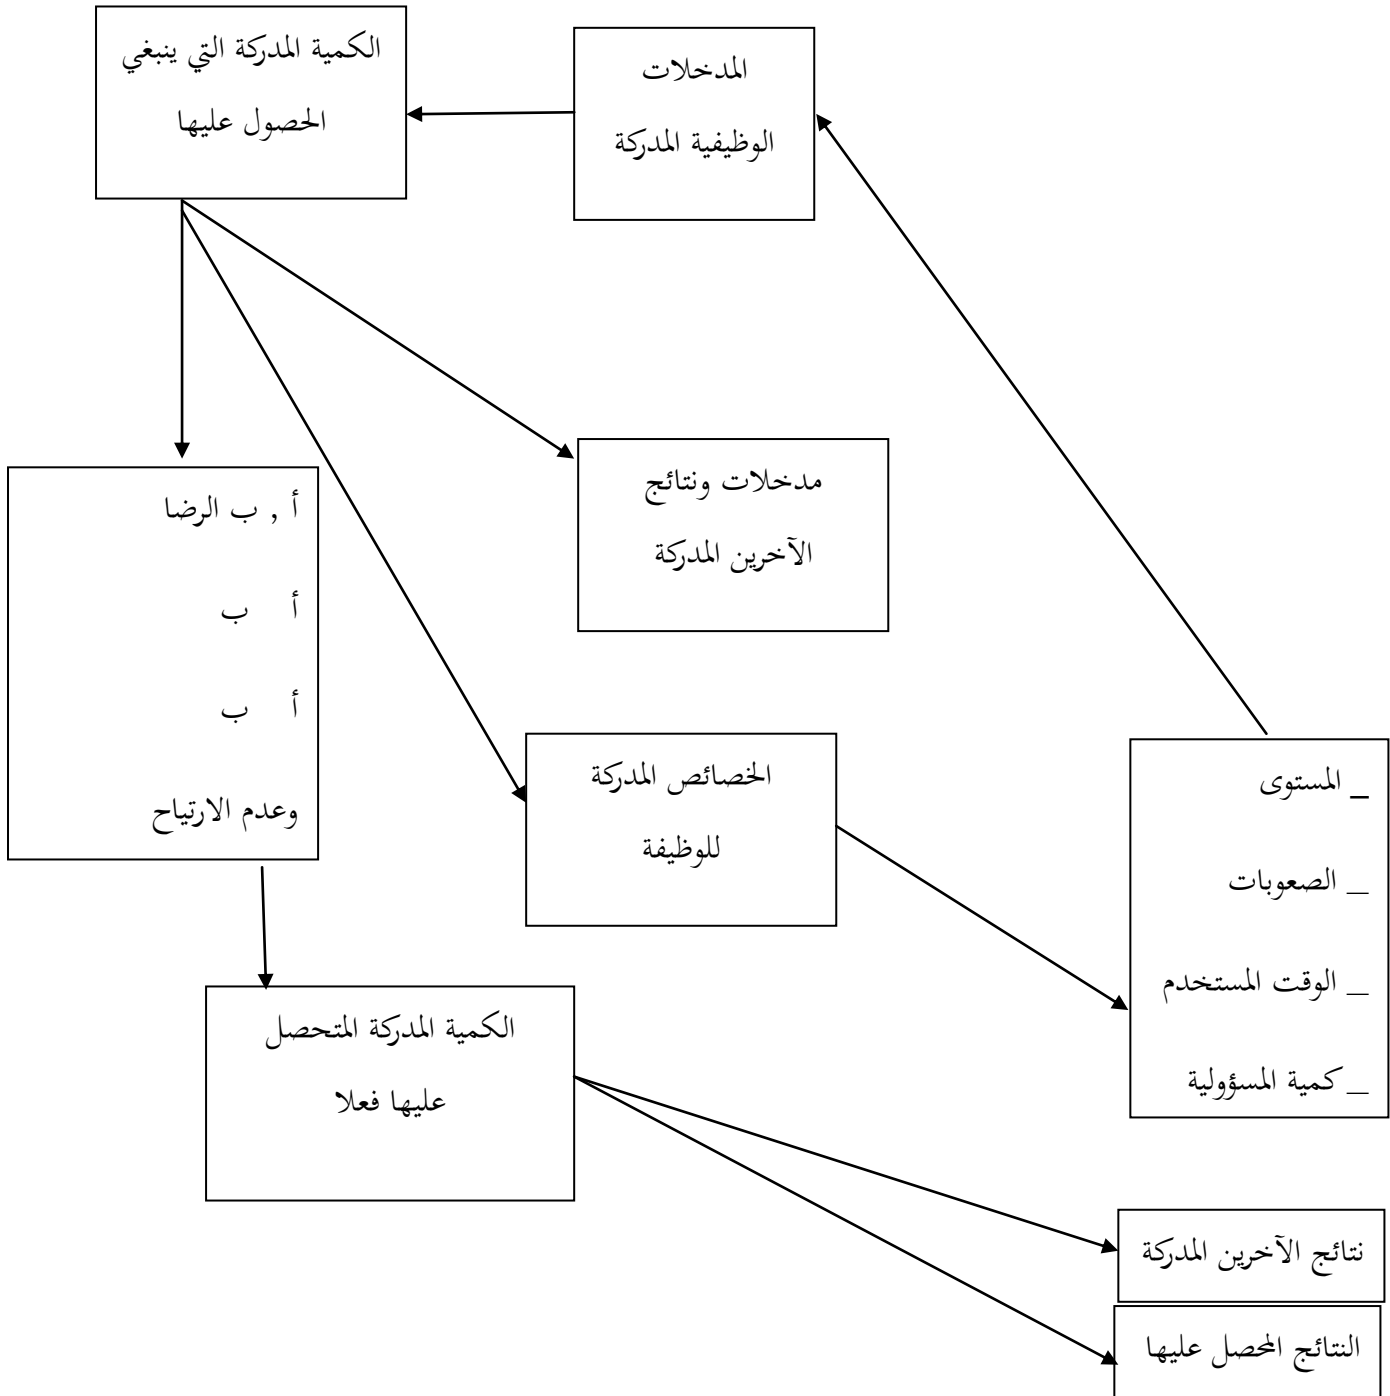 المدخلات
الوظيفية المدركة
الكمية المدركة التي ينبغي
الحصول عليها
مدخلات ونتائج
الآخرين المدركة
أ , ب الرضا
أ ب
أ ب
وعدم الارتياح
الخصائص المدركة
للوظيفة
_ المستوى
_ الصعوبات
_ الوقت المستخدم
_ كمية المسؤولية
الكمية المدركة المتحصل
عليها فعلا
نتائج الآخرين المدركة
النتائج المحصل عليها